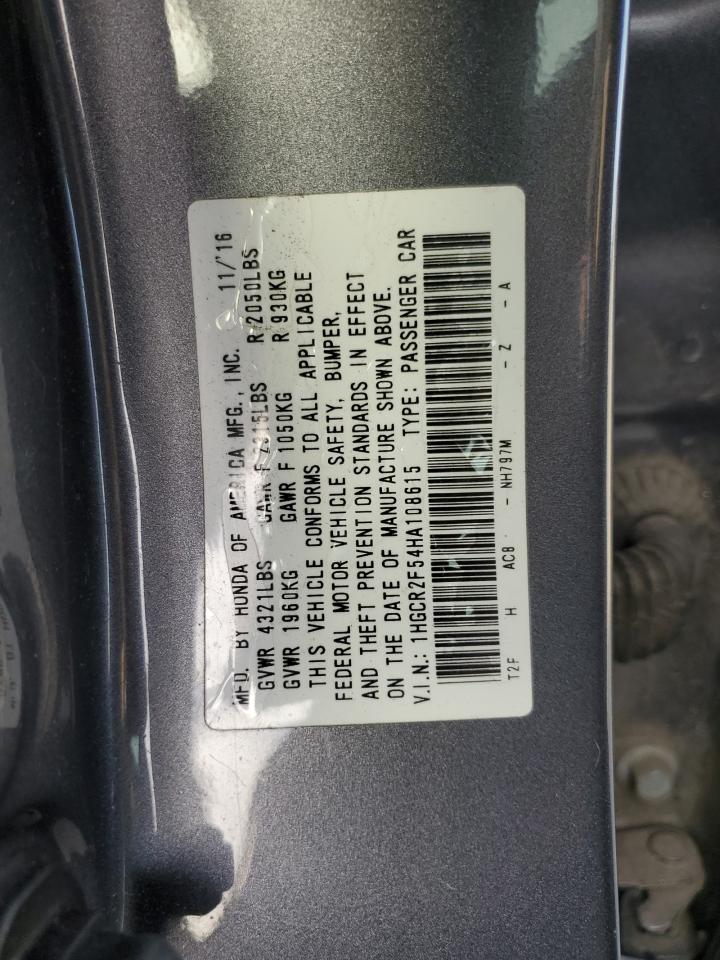 MFD. BY HONDA OF AMERICA MFG., INC. 11/'16
GVWR 4321LBS GAWR F 2315LBS R 2050LBS
GVWR 1960KG GAWR F 1050KG R 930KG
THIS VEHICLE CONFORMS TO ALL APPLICABLE
FEDERAL MOTOR VEHICLE SAFETY, BUMPER,
AND THEFT PREVENTION STANDARDS IN EFFECT
ON THE DATE OF MANUFACTURE SHOWN ABOVE.
V.I.N.: 1HGCR2F54HA108615 TYPE: PASSENGER CAR
T2F H AC8 - NH797M - Z - A